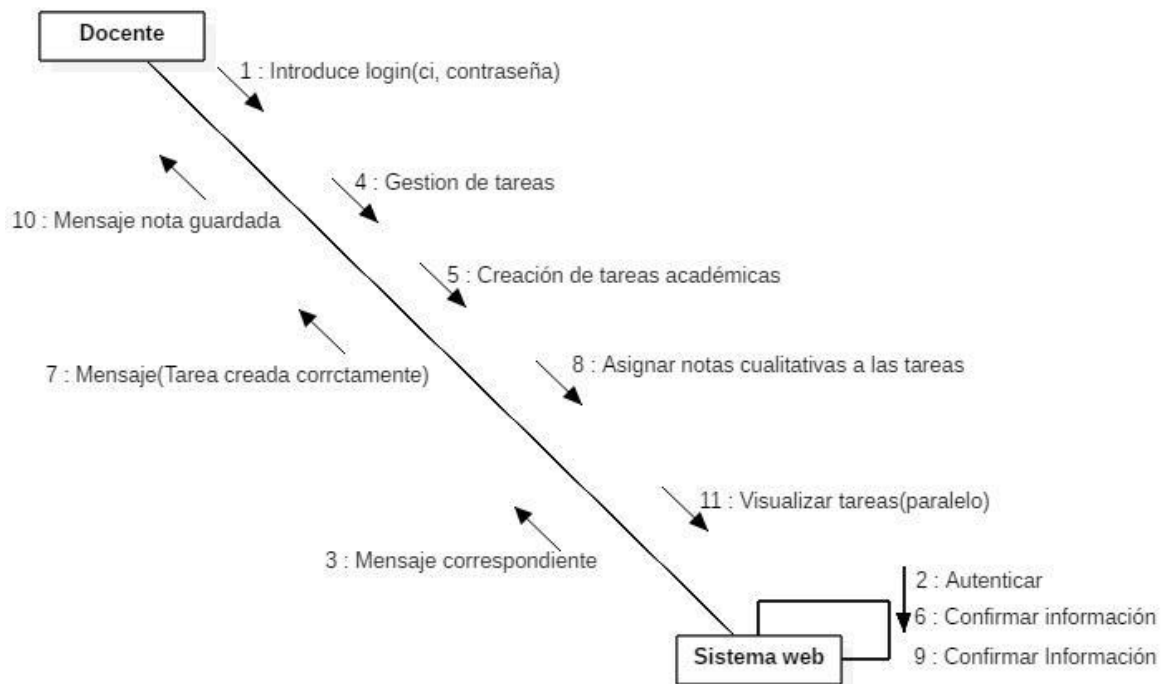 Docente
1 : Introduce login(ci, contraseña)
4 : Gestion de tareas
10 : Mensaje nota guardada
5 : Creación de tareas académicas
8 : Asignar notas cualitativas a las tareas
7 : Mensaje(Tarea creada corrctamente)
11 : Visualizar tareas(paralelo)
3 : Mensaje correspondiente
2 : Autenticar
6 : Confirmar información
Sistema web
9 : Confirmar Información